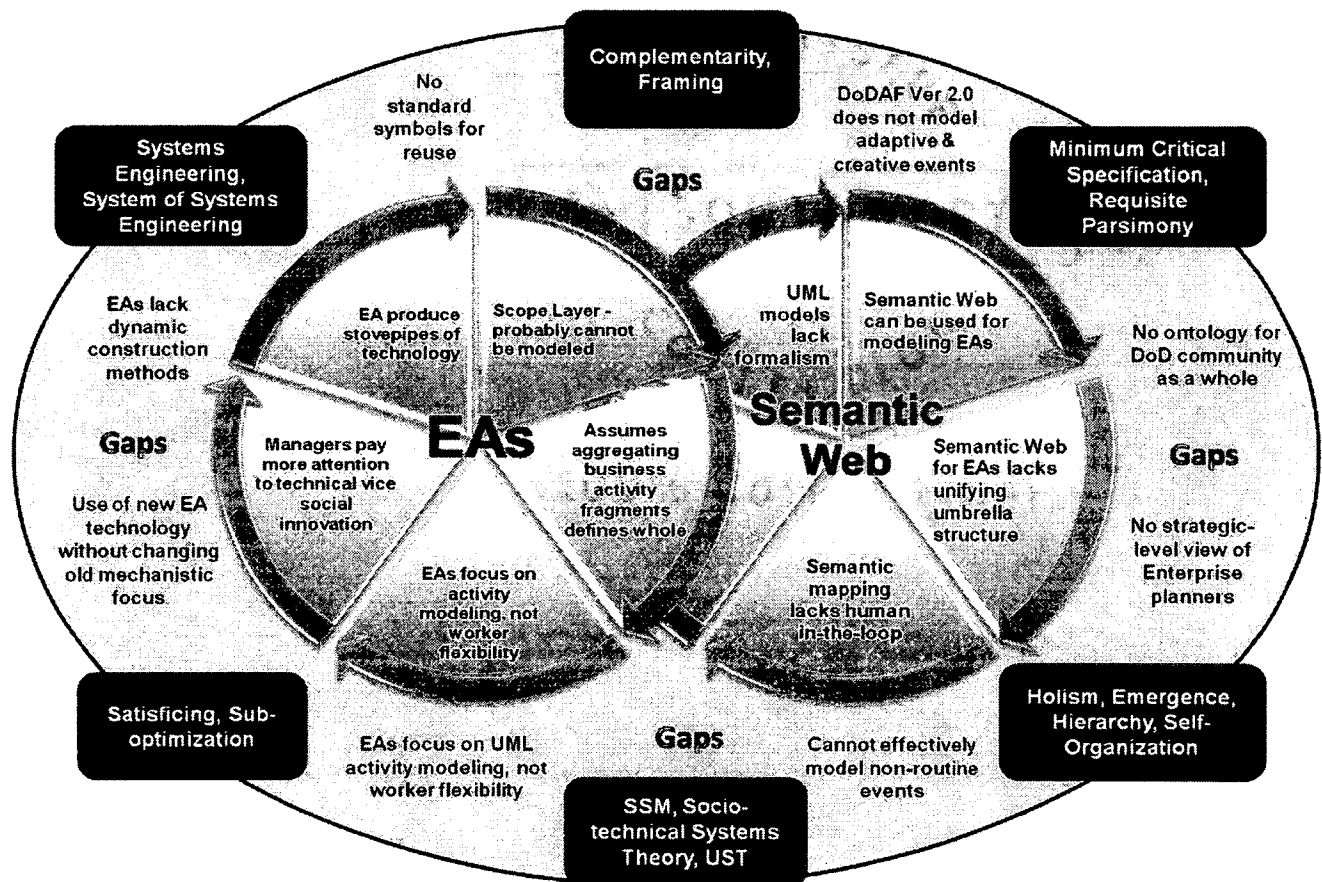 Complementarity,
Framing
No
standard
symbols for
reuse
DoDAF Ver 2.0
does not model
adaptive &
creative events
Systems
Engineering,
System of Systems
Engineering
Gaps
Minimum Critical
Specification,
Requisite
Parsimony
EAs lack
dynamic
construction
methods
EA produce
stovepipes of
technology
Scope Layer -
probably cannot
be modeled
UML
models
lack
formalism
Semantic Web
can be used for
modeling EAs
No ontology for
DoD community
as a whole
Gaps
EAs
Semantic
Web
Gaps
Managers pay
more attention
to technical vice
social
innovation
Assumes
aggregating
business
activity
fragments
defines whole
Semantic Web
for EAs lacks
unifying
umbrella
structure
Use of new EA
technology
without changing
old mechanistic
focus
No strategic-
level view of
Enterprise
planners
EAs focus on
activity
modeling, not
worker
flexibility
Semantic
mapping
lacks human
in-the-loop
Satisficing, Sub-
optimization
Holism, Emergence,
Hierarchy, Self-
Organization
EAs focus on UML
activity modeling, not
worker flexibility
Gaps
Cannot effectively
model non-routine
events
SSM, Socio-
technical Systems
Theory, UST